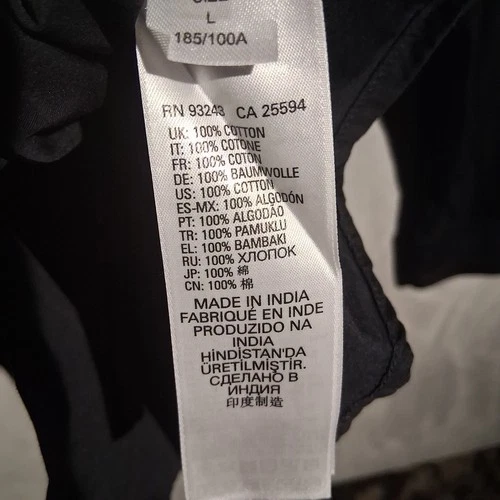 L
185/100A
RN 93243 CA 25594
UK: 100% COTTON
IT: 100% COTONE
FR: 100% COTON
DE: 100% BAUMWOLLE
US: 100% COTTON
ES-MX: 100% ALGODÓN
PT: 100% ALGODÃO
TR: 100% PAMUKLU
EL: 100% BAMBAKI
RU: 100% ХЛОПОК
JP: 100% 綿
CN: 100% 棉
MADE IN INDIA
FABRIQUÉ EN INDE
PRODUZIDO NA
INDIA
HİNDİSTAN'DA
ÜRETİLMİŞTİR.
СДЕЛАНО В
ИНДИЯ
印度制造